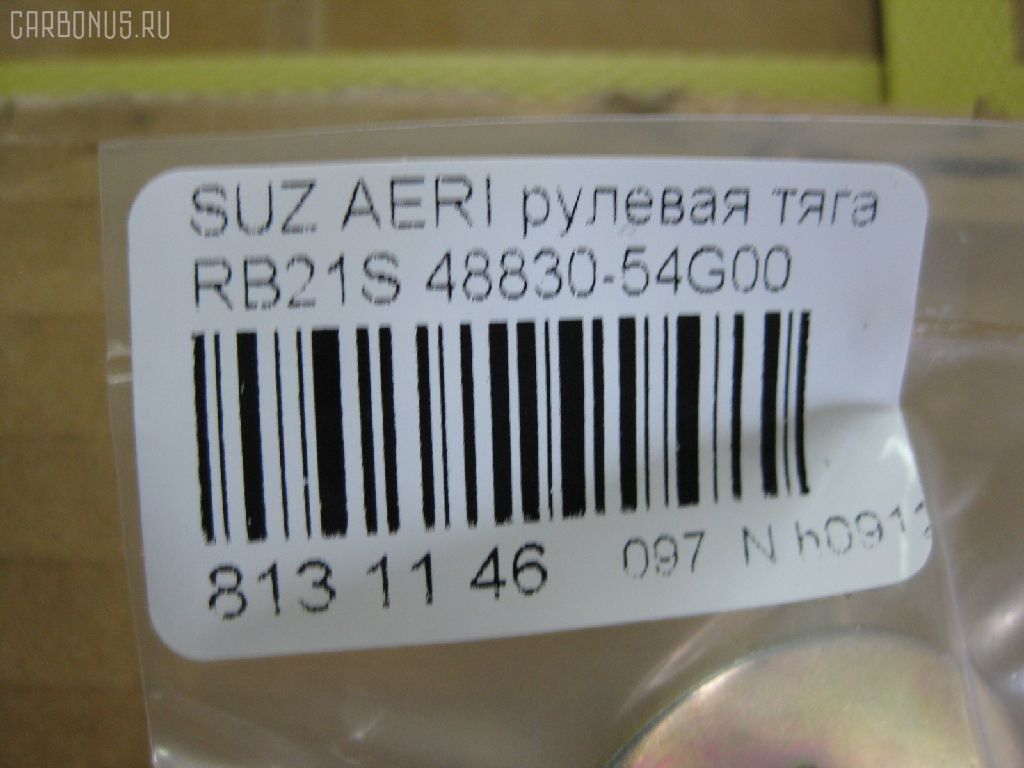 CARBONUS.RU
SUZ AERI рулевая тяга
RB21S 48830-54G00
813 11 46 097 N